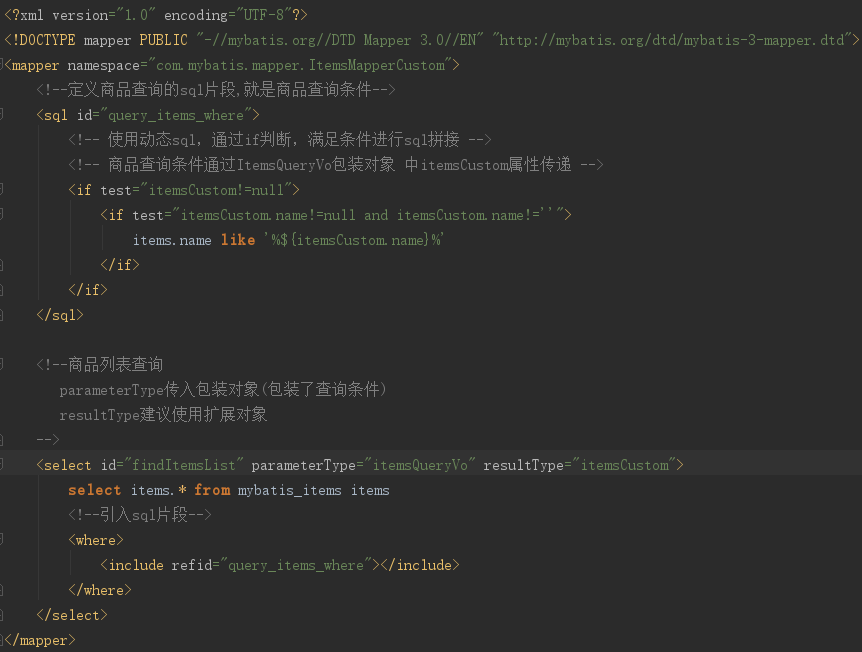 <?xml version="1.0" encoding="UTF-8"?>
<!DOCTYPE mapper PUBLIC "-//mybatis.org//DTD Mapper 3.0//EN" "http://mybatis.org/dtd/mybatis-3-mapper.dtd">
<mapper namespace="com.mybatis.mapper.ItemsMapperCustom">
<!--定义商品查询的sql片段,就是商品查询条件-->
<sql id="query_items_where">
<!-- 使用动态sql, 通过if判断, 满足条件进行sql拼接 -->
<!-- 商品查询条件通过ItemsQueryVo包装对象 中itemsCustom属性传递 -->
<if test="itemsCustom!=null">
<if test="itemsCustom.name!=null and itemsCustom.name!=''">
items.name like '%${itemsCustom.name}%'
</if>
</if>
</sql>
<!--商品列表查询
parameterType传入包装对象(包装了查询条件)
resultType建议使用扩展对象
-->
<select id="findItemsList" parameterType="itemsQueryVo" resultType="itemsCustom">
select items.* from mybatis_items items
<!--引入sql片段-->
<where>
<include refid="query_items_where"></include>
</where>
</select>
</mapper>